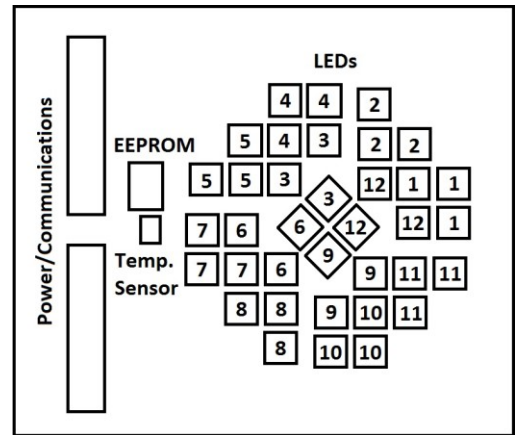 LEDs
4 4 2
EEPROM 5 4 3 2 2
5 5 3 12 1 1
3
7 6 6 12 12 1
9
Temp. 7 7 6 9 11 11
Sensor
8 8 9 10 11
8 10 10
Power/Communications